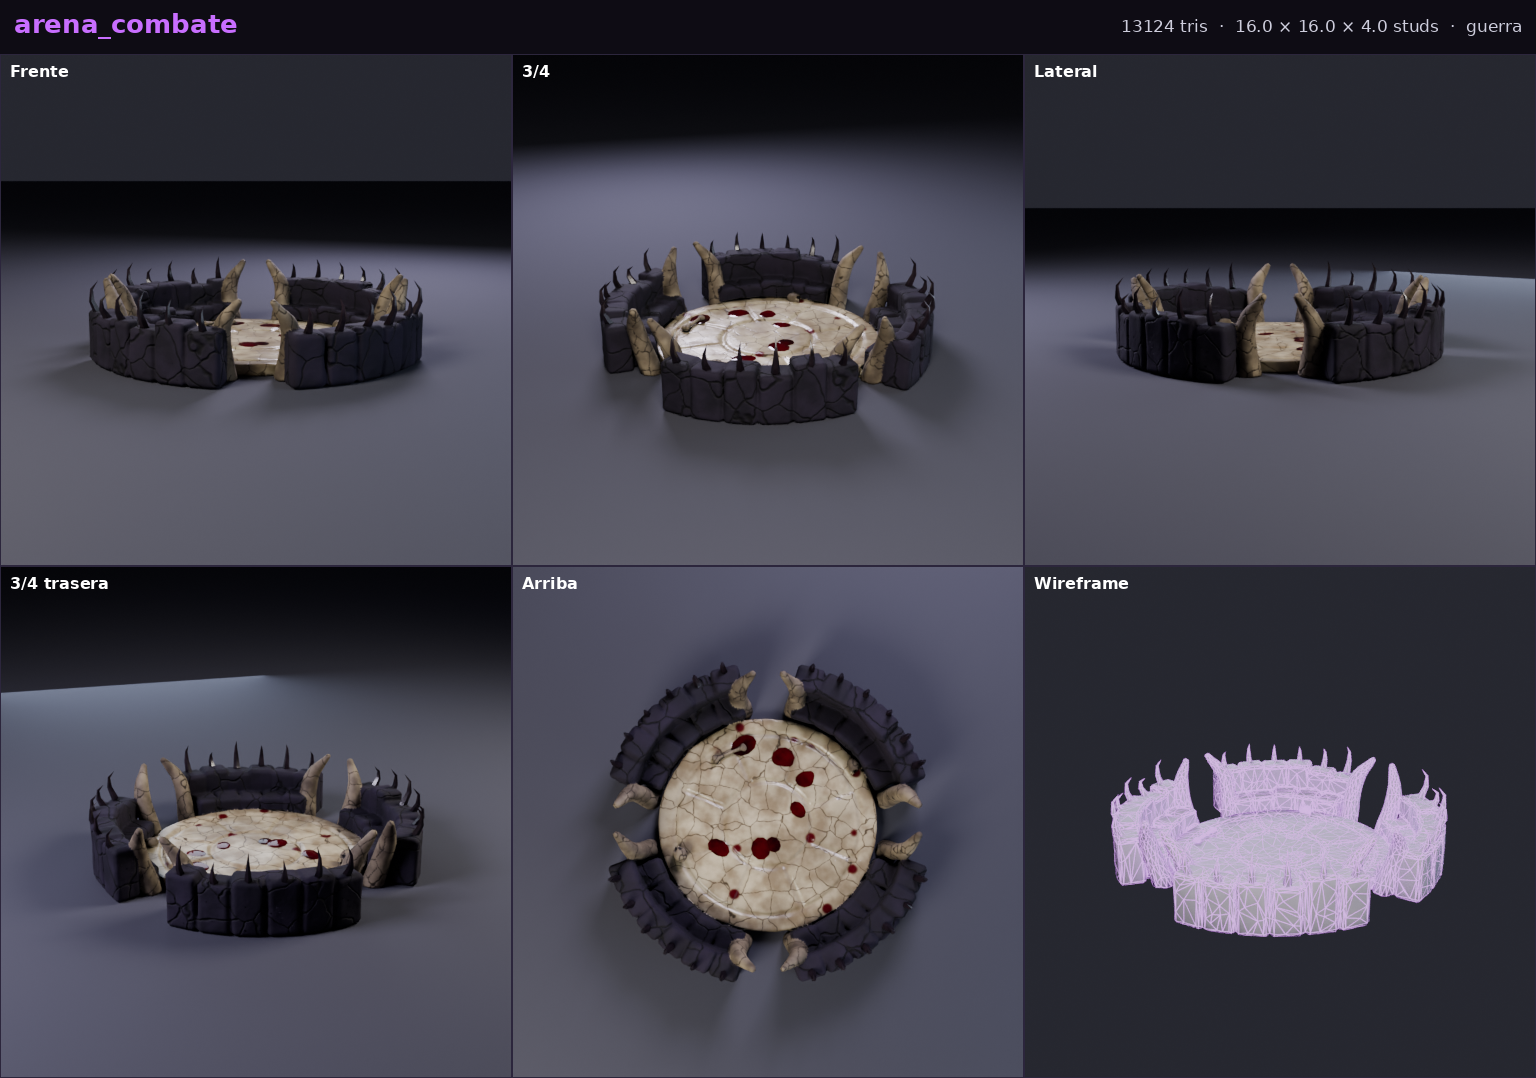 arena_combate
13124 tris · 16.0 × 16.0 × 4.0 studs · guerra
Frente
3/4
Lateral
3/4 trasera
Arriba
Wireframe